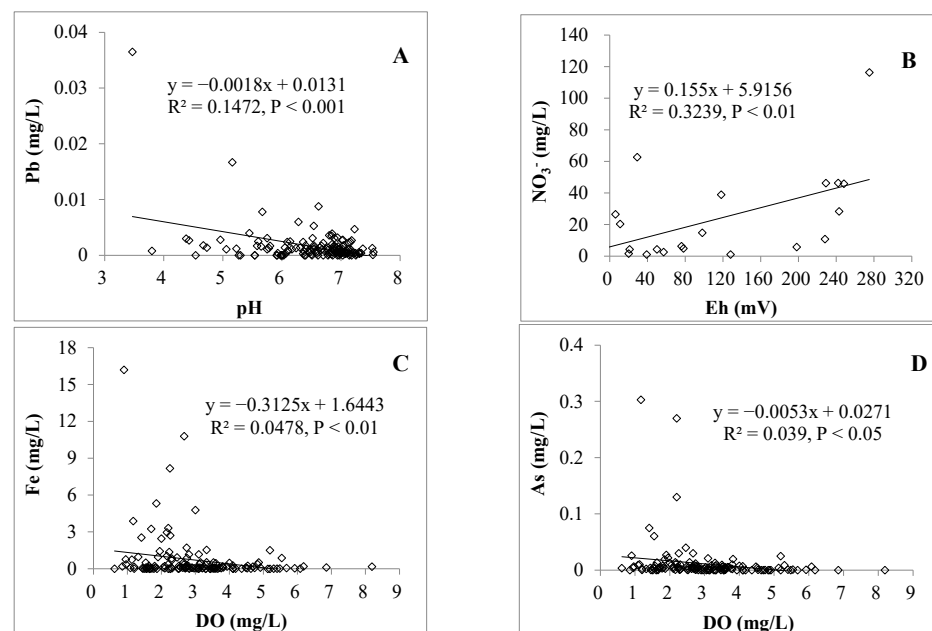 A
0.04
0.03
0.02
0.01
0
Pb (mg/L)
y = −0.0018x + 0.0131
R² = 0.1472, P < 0.001
3 4 5 6 7 8
pH
B
140
120
100
80
60
40
20
0
NO₃⁻ (mg/L)
y = 0.155x + 5.9156
R² = 0.3239, P < 0.01
0 40 80 120 160 200 240 280 320
Eh (mV)
C
18
15
12
9
6
3
0
Fe (mg/L)
y = −0.3125x + 1.6443
R² = 0.0478, P < 0.01
0 1 2 3 4 5 6 7 8 9
DO (mg/L)
D
0.4
0.3
0.2
0.1
0
As (mg/L)
y = −0.0053x + 0.0271
R² = 0.039, P < 0.05
0 1 2 3 4 5 6 7 8 9
DO (mg/L)